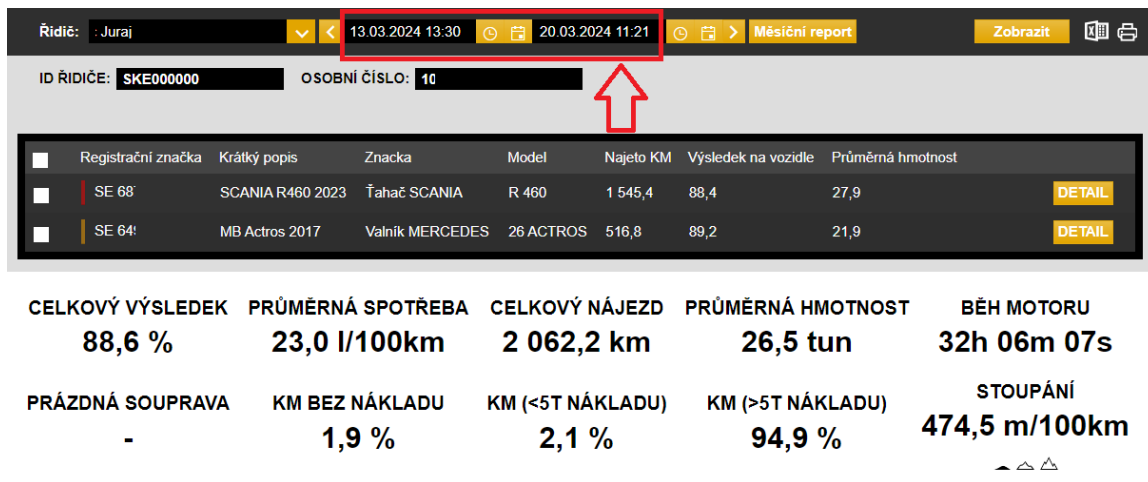 Řidič: : Juraj 13.03.2024 13:30 20.03.2024 11:21 Měsíční report Zobrazit
ID ŘIDIČE: SKE000000 OSOBNÍ ČÍSLO: 10
Registrační značka Krátký popis Znacka Model Najeto KM Výsledek na vozidle Průměrná hmotnost
SE 68 SCANIA R460 2023 Ťahač SCANIA R 460 1 545,4 88,4 27,9 DETAIL
SE 649 MB Actros 2017 Valník MERCEDES 26 ACTROS 516,8 89,2 21,9 DETAIL
CELKOVÝ VÝSLEDEK PRŮMĚRNÁ SPOTŘEBA CELKOVÝ NÁJEZD PRŮMĚRNÁ HMOTNOST BĚH MOTORU
88,6 % 23,0 l/100km 2 062,2 km 26,5 tun 32h 06m 07s
PRÁZDNÁ SOUPRAVA KM BEZ NÁKLADU KM (<5T NÁKLADU) KM (>5T NÁKLADU) STOUPÁNÍ
- 1,9 % 2,1 % 94,9 % 474,5 m/100km